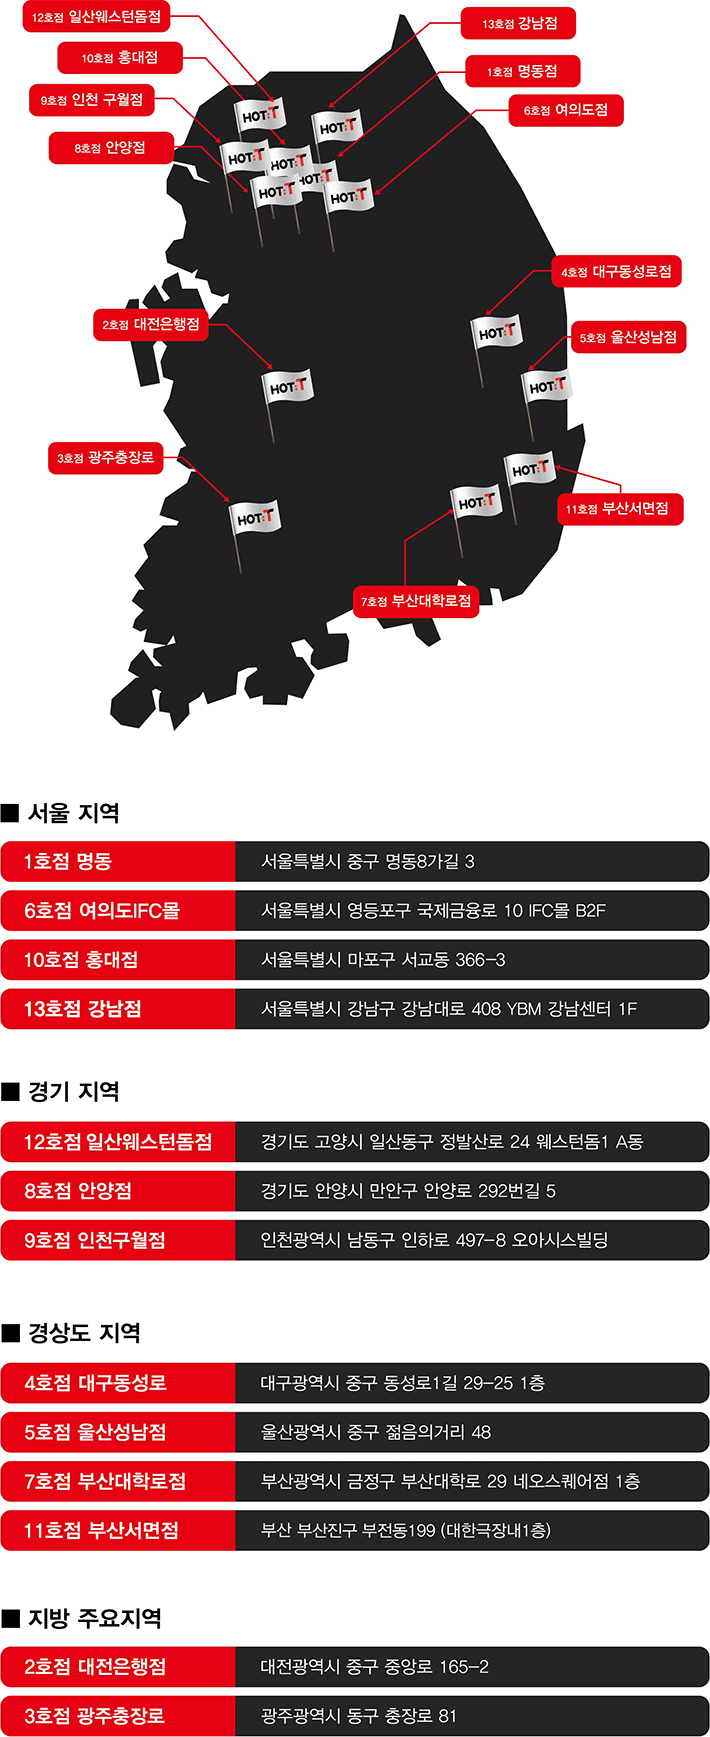 12호점 일산웨스턴돔점
13호점 강남점
10호점 홍대점
1호점 명동점
9호점 인천 구월점
6호점 여의도점
8호점 안양점
HOT:T
HOT:T
HOT:T
HOT:T
HOT:T
HOT:T
HOT:T
4호점 대구동성로점
2호점 대전은행점
HOT:T
5호점 울산성남점
HOT:T
HOT:T
3호점 광주충장로
HOT:T
HOT:T
HOT:T
11호점 부산서면점
7호점 부산대학로점
■ 서울 지역
1호점 명동 서울특별시 중구 명동8가길 3
6호점 여의도IFC몰 서울특별시 영등포구 국제금융로 10 IFC몰 B2F
10호점 홍대점 서울특별시 마포구 서교동 366-3
13호점 강남점 서울특별시 강남구 강남대로 408 YBM 강남센터 1F
■ 경기 지역
12호점 일산웨스턴돔점 경기도 고양시 일산동구 정발산로 24 웨스턴돔1 A동
8호점 안양점 경기도 안양시 만안구 안양로 292번길 5
9호점 인천구월점 인천광역시 남동구 인하로 497-8 오아시스빌딩
■ 경상도 지역
4호점 대구동성로 대구광역시 중구 동성로1길 29-25 1층
5호점 울산성남점 울산광역시 중구 젊음의거리 48
7호점 부산대학로점 부산광역시 금정구 부산대학로 29 네오스퀘어점 1층
11호점 부산서면점 부산 부산진구 부전동199 (대한극장내1층)
■ 지방 주요지역
2호점 대전은행점 대전광역시 중구 중앙로 165-2
3호점 광주충장로 광주광역시 동구 충장로 81